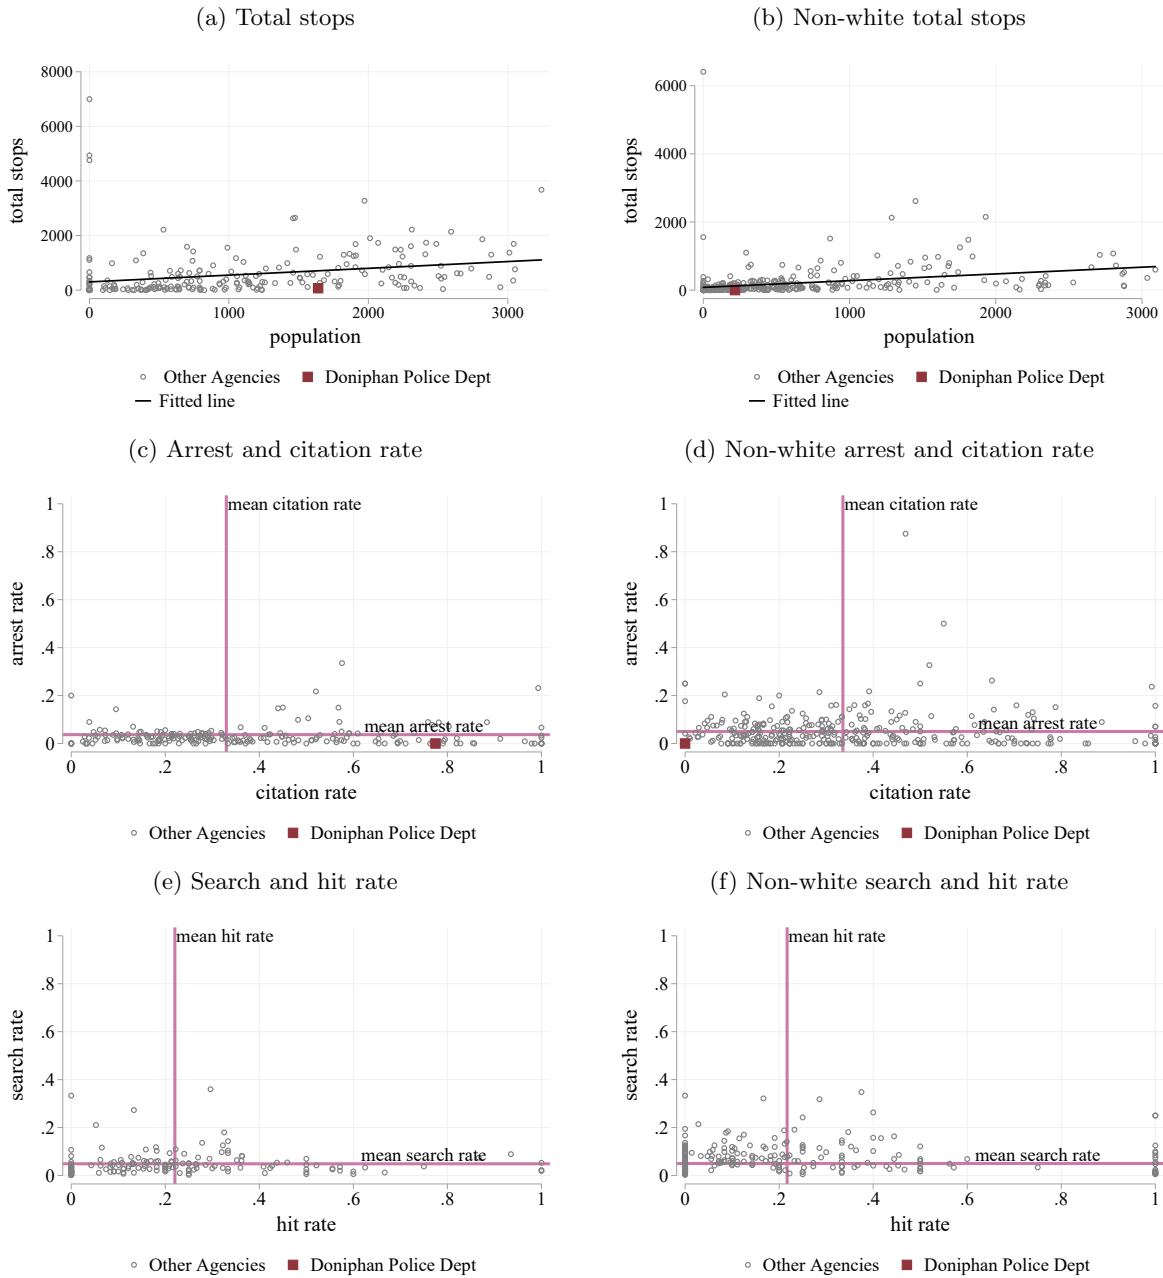 (a) Total stops
(b) Non-white total stops
8000
6000
4000
2000
0
total stops
0 1000 2000 3000
population
Other Agencies Doniphan Police Dept
Fitted line
6000
4000
2000
0
total stops
0 1000 2000 3000
population
Other Agencies Doniphan Police Dept
Fitted line
(c) Arrest and citation rate
(d) Non-white arrest and citation rate
1
.8
.6
.4
.2
0
arrest rate
mean citation rate
mean arrest rate
0 .2 .4 .6 .8 1
citation rate
Other Agencies Doniphan Police Dept
1
.8
.6
.4
.2
0
arrest rate
mean citation rate
mean arrest rate
0 .2 .4 .6 .8 1
citation rate
Other Agencies Doniphan Police Dept
(e) Search and hit rate
(f) Non-white search and hit rate
1
.8
.6
.4
.2
0
search rate
mean hit rate
mean search rate
0 .2 .4 .6 .8 1
hit rate
Other Agencies Doniphan Police Dept
1
.8
.6
.4
.2
0
search rate
mean hit rate
mean search rate
0 .2 .4 .6 .8 1
hit rate
Other Agencies Doniphan Police Dept